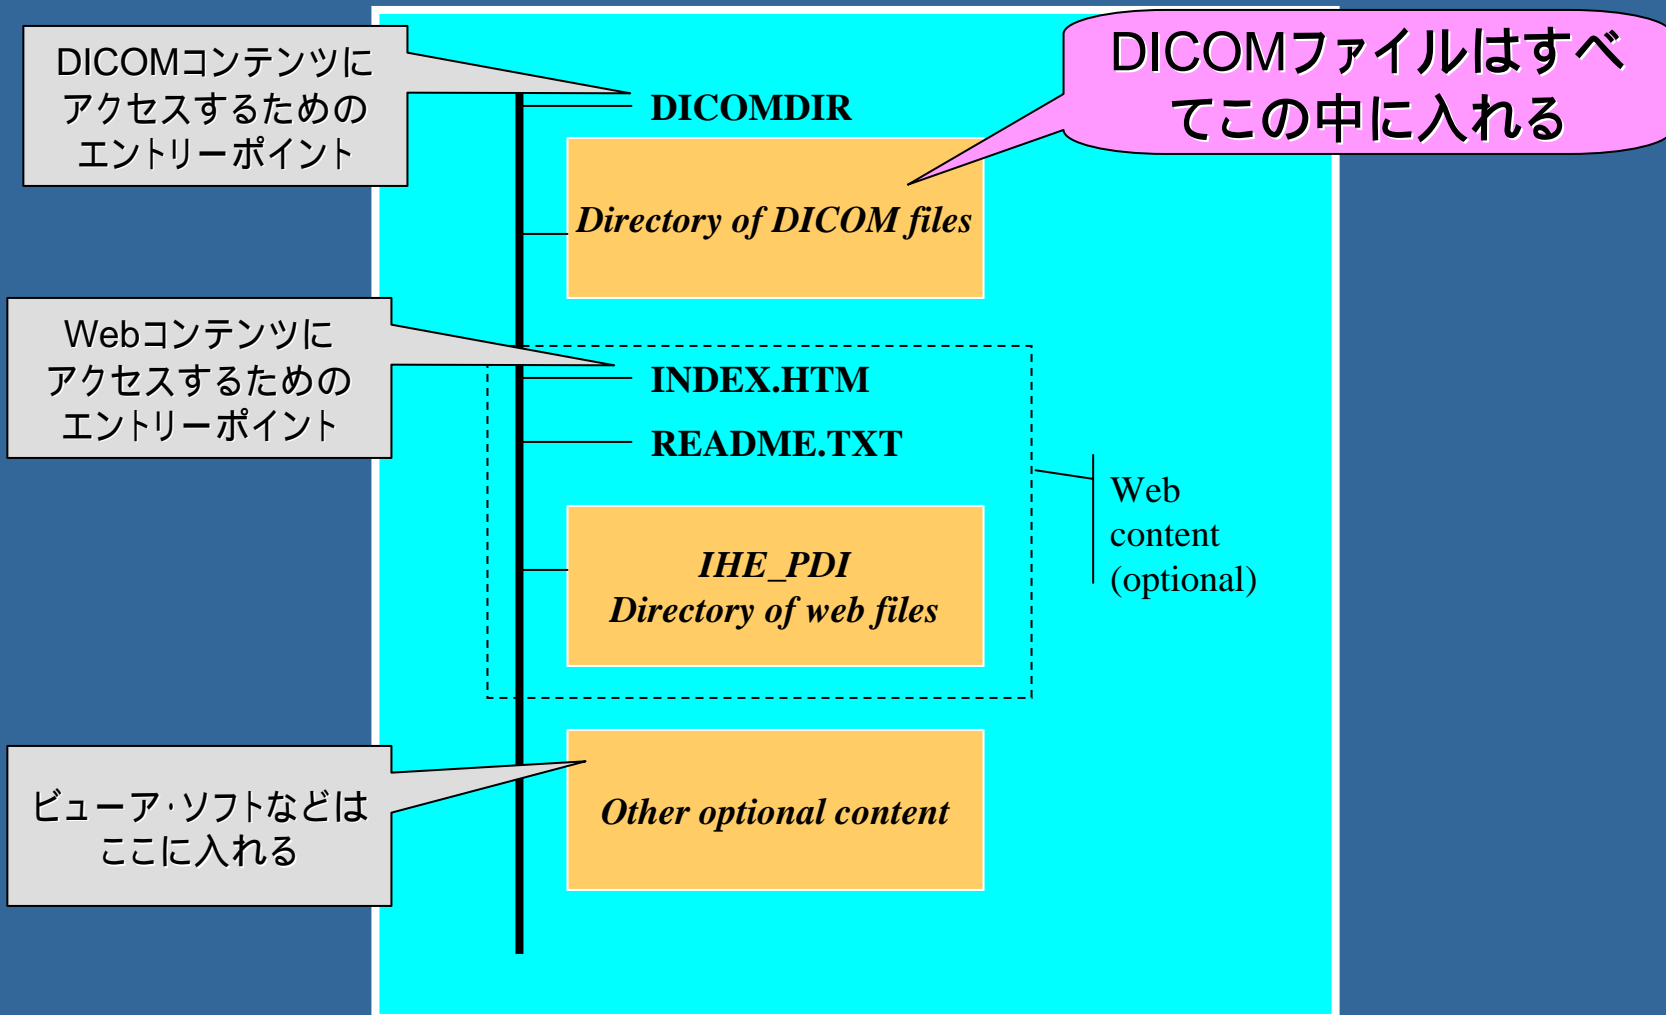 DICOMコンテンツに
アクセスするための
エントリーポイント
DICOMファイルはすべ
てこの中に入れる
DICOMDIR
Directory of DICOM files
Webコンテンツに
アクセスするための
エントリーポイント
INDEX.HTM
README.TXT
Web
content
(optional)
IHE_PDI
Directory of web files
ビューア・ソフトなどは
ここに入れる
Other optional content